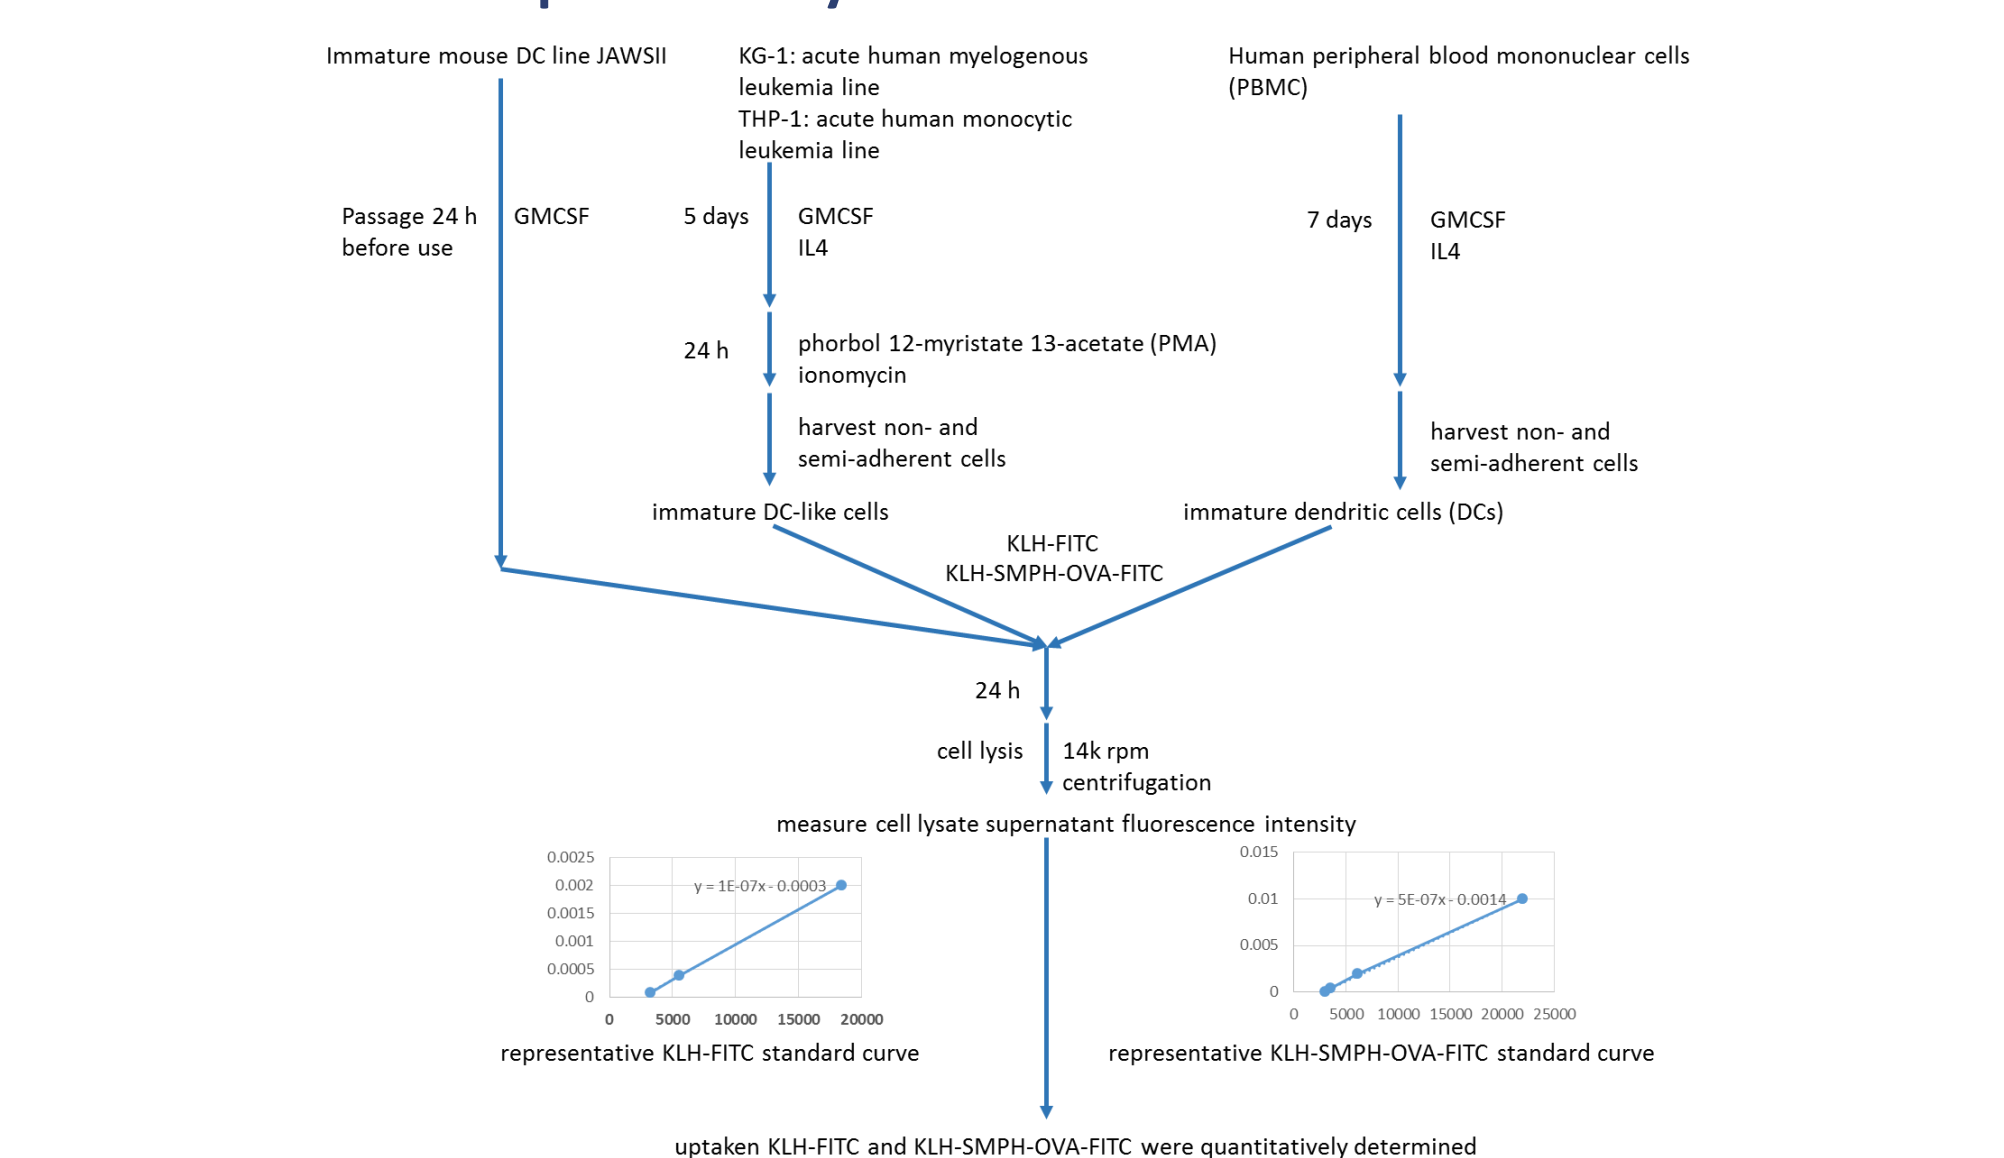 Immature mouse DC line JAWSII
KG-1: acute human myelogenous
leukemia line
THP-1: acute human monocytic
leukemia line
Human peripheral blood mononuclear cells
(PBMC)
Passage 24 h
before use
GMCSF
5 days
GMCSF
IL4
7 days
GMCSF
IL4
24 h
phorbol 12-myristate 13-acetate (PMA)
ionomycin
harvest non- and
semi-adherent cells
harvest non- and
semi-adherent cells
immature DC-like cells
immature dendritic cells (DCs)
KLH-FITC
KLH-SMPH-OVA-FITC
24 h
cell lysis
14k rpm
centrifugation
measure cell lysate supernatant fluorescence intensity
0.0025
0.002
0.0015
0.001
0.0005
0
y = 1E-07x - 0.0003
0 5000 10000 15000 20000
representative KLH-FITC standard curve
0.015
0.01
0.005
0
y = 5E-07x - 0.0014
0 5000 10000 15000 20000 25000
representative KLH-SMPH-OVA-FITC standard curve
uptaken KLH-FITC and KLH-SMPH-OVA-FITC were quantitatively determined